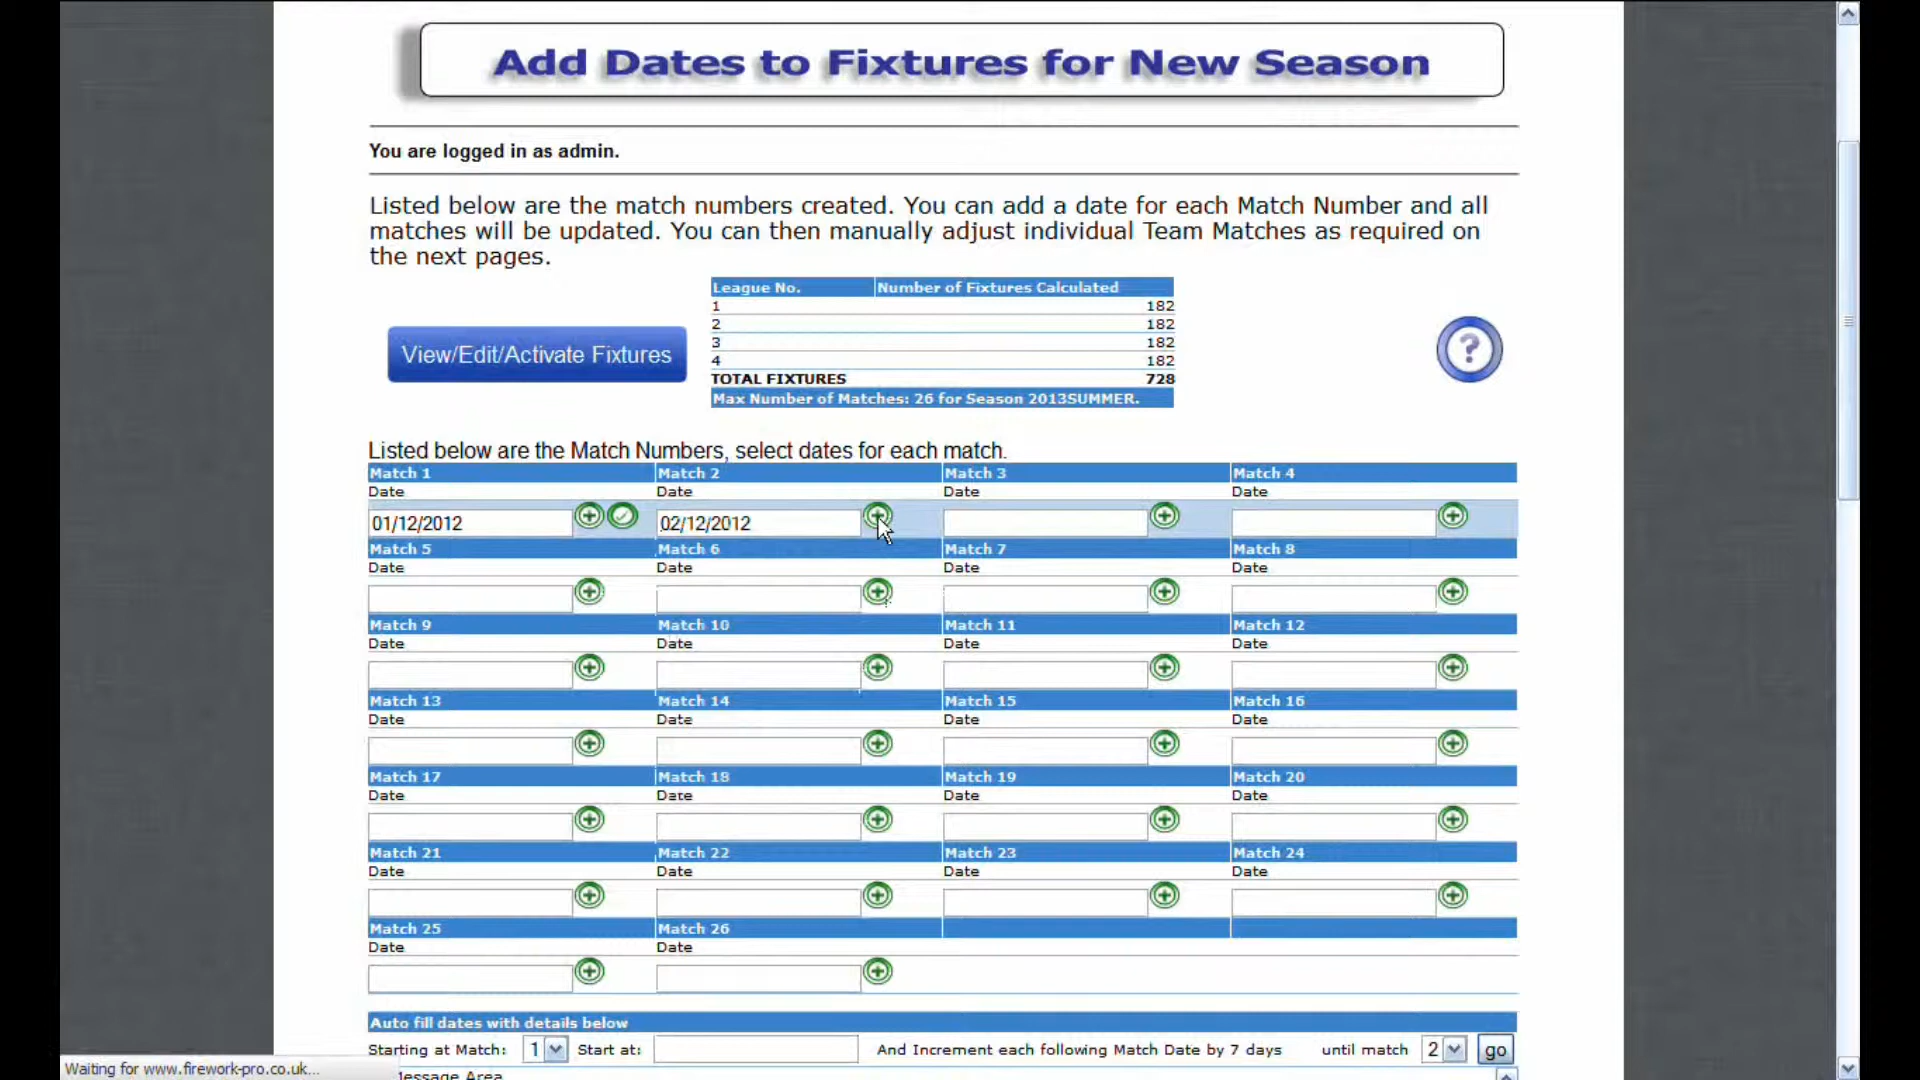 Add Dates to Fixtures for New Season
You are logged in as admin.
Listed below are the match numbers created. You can add a date for each Match Number and all
matches will be updated. You can then manually adjust individual Team Matches as required on
the next pages.
View/Edit/Activate Fixtures
League No. Number of Fixtures Calculated
1 182
2 182
3 182
4 182
TOTAL FIXTURES 728
Max Number of Matches: 26 for Season 2013SUMMER.
?
Listed below are the Match Numbers, select dates for each match.
Match 1 Match 2 Match 3 Match 4
Date Date Date Date
01/12/2012 02/12/2012
Match 5 Match 6 Match 7 Match 8
Date Date Date Date
Match 9 Match 10 Match 11 Match 12
Date Date Date Date
Match 13 Match 14 Match 15 Match 16
Date Date Date Date
Match 17 Match 18 Match 19 Match 20
Date Date Date Date
Match 21 Match 22 Match 23 Match 24
Date Date Date Date
Match 25 Match 26
Date Date
Auto fill dates with details below
Starting at Match: 1 Start at: And Increment each following Match Date by 7 days until match 2 go
Waiting for www.firework-pro.co.uk...
essage Area